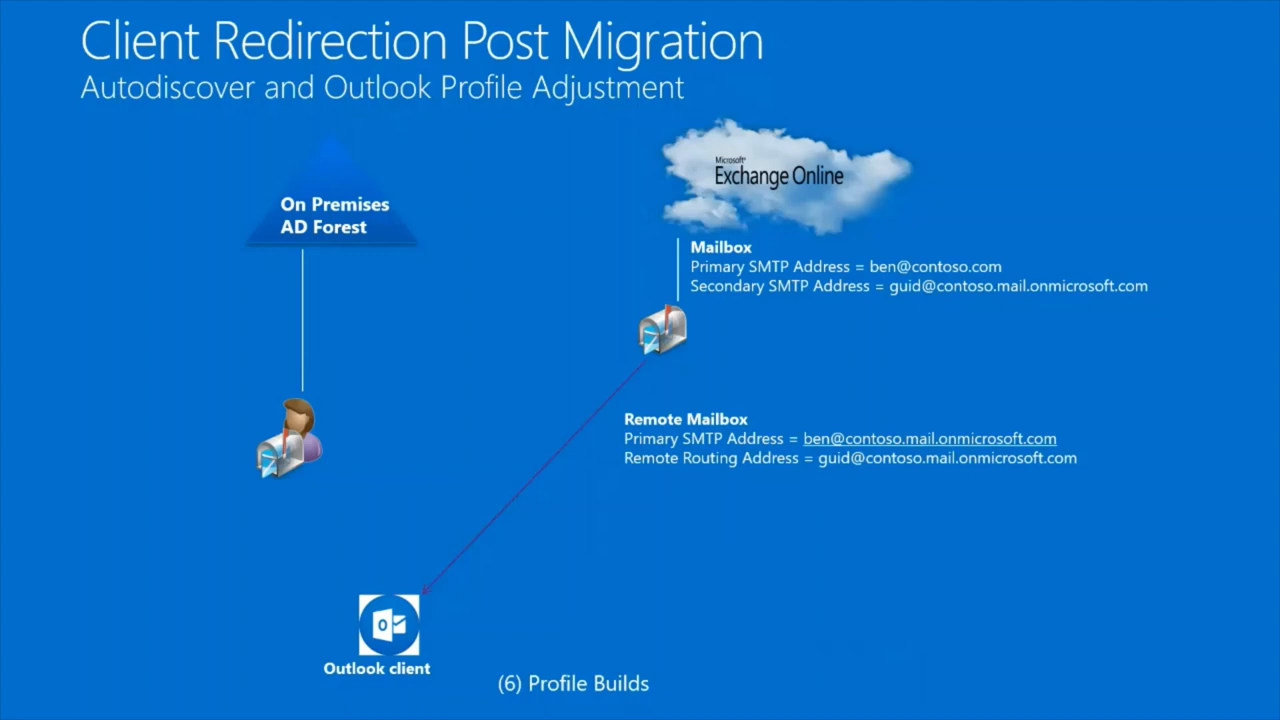 Client Redirection Post Migration
Autodiscover and Outlook Profile Adjustment
On Premises
AD Forest
Microsoft®
Exchange Online
Mailbox
Primary SMTP Address = ben@contoso.com
Secondary SMTP Address = guid@contoso.mail.onmicrosoft.com
Remote Mailbox
Primary SMTP Address = ben@contoso.mail.onmicrosoft.com
Remote Routing Address = guid@contoso.mail.onmicrosoft.com
Outlook client
(6) Profile Builds